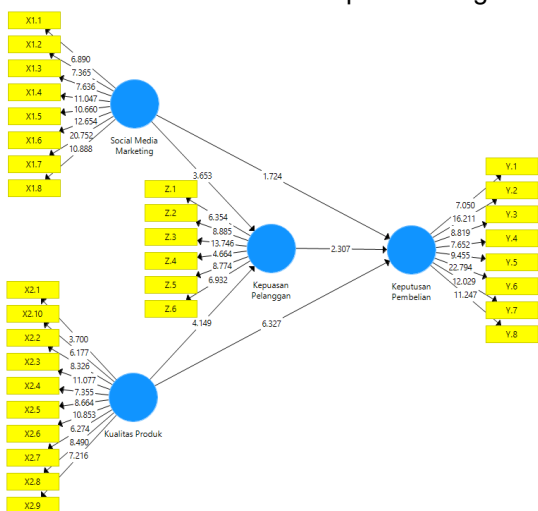 X1.1
X1.2
X1.3
X1.4
X1.5
X1.6
X1.7
X1.8
6.890
7.365
7.636
11.047
10.660
12.654
20.752
10.888
Social Media
Marketing
3.653
1.724
Z.1
Z.2
Z.3
Z.4
Z.5
Z.6
6.354
8.885
13.746
4.664
8.774
6.932
Kepuasan
Pelanggan
2.307
Y.1
Y.2
Y.3
Y.4
Y.5
Y.6
Y.7
Y.8
7.050
16.211
8.819
7.652
9.455
22.794
12.029
11.247
Keputusan
Pembelian
4.149
6.327
X2.1
X2.10
X2.2
X2.3
X2.4
X2.5
X2.6
X2.7
X2.8
X2.9
3.700
6.177
8.326
11.077
7.355
8.664
10.853
6.274
8.490
7.216
Kualitas Produk